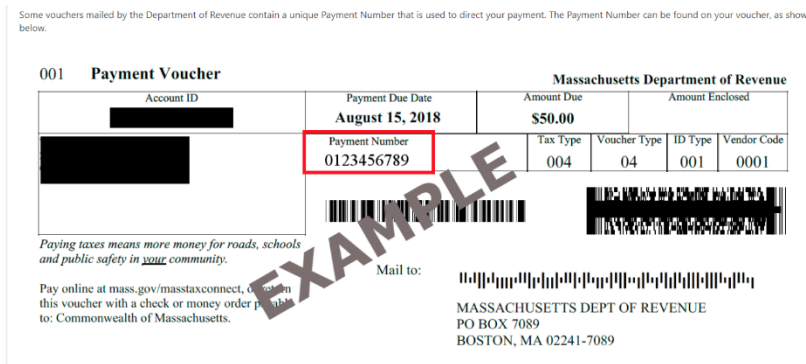 Some vouchers mailed by the Department of Revenue contain a unique Payment Number that is used to direct your payment. The Payment Number can be found on your voucher, as show
below.
001 Payment Voucher
Massachusetts Department of Revenue
Account ID
Payment Due Date
Amount Due
Amount Enclosed
August 15, 2018
$50.00
Payment Number
Tax Type
Voucher Type
ID Type
Vendor Code
0123456789
004
04
001
0001
EXAMPLE
Paying taxes means more money for roads, schools
and public safety in your community.
Mail to:
Pay online at mass.gov/masstaxconnect,
this voucher with a check or money order
to: Commonwealth of Massachusetts.
MASSACHUSETTS DEPT OF REVENUE
PO BOX 7089
BOSTON, MA 02241-7089